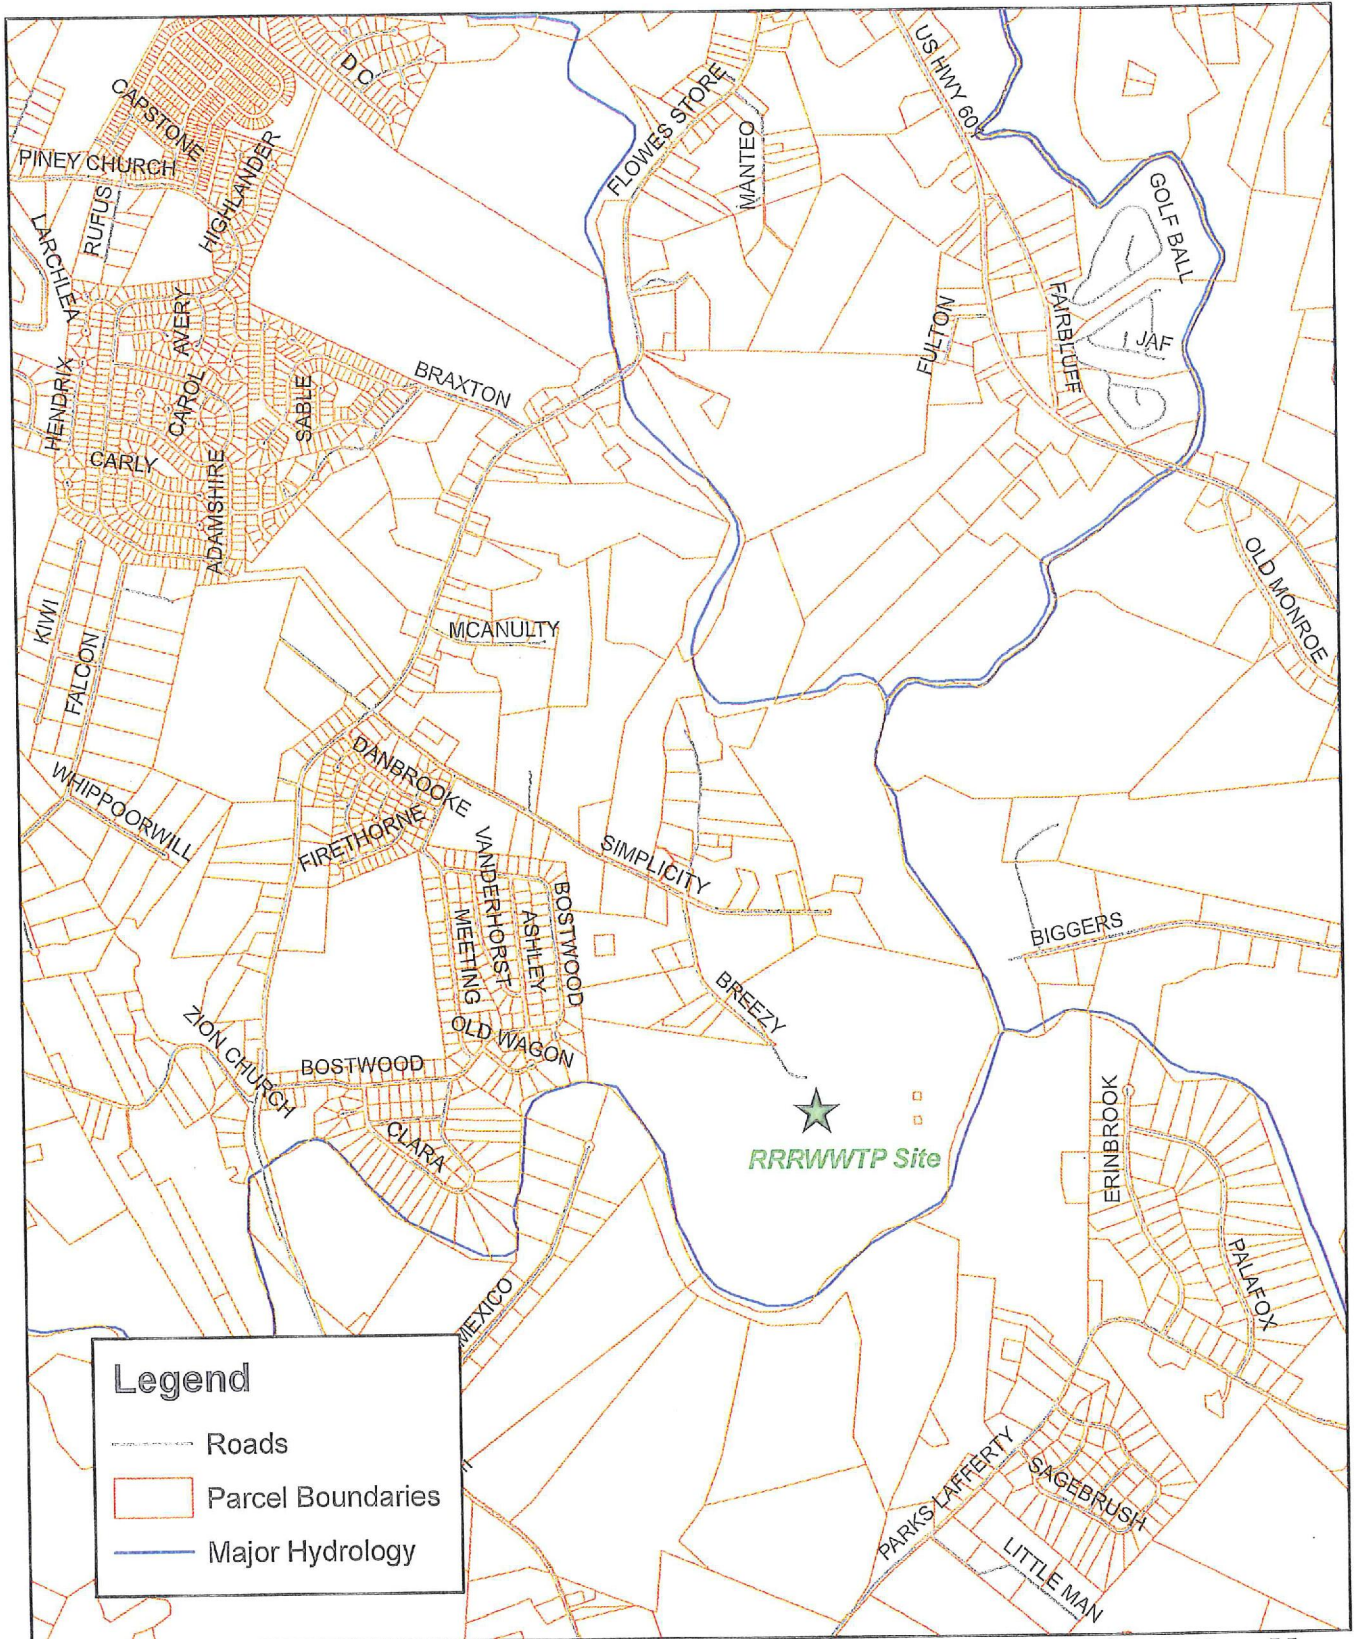 D C
CAPSTONE
FLOWES STORE
US HWY 601
MANTEO
PINEY CHURCH
HIGHLANDER
RUFUS
GOLF BALL
LARCHLEA
AVERY
FULTON
FAIRBLUFF
JAF
HENDRIX
CAROL
SABLE
BRAXTON
CARLY
ADAMSHIRE
OLD MONROE
KIWI
FALCON
MCANULTY
DANBROOKE
WHIPPOORWILL
FIRETHORNE
VANDERHORST
SIMPLICITY
MEETING
ASHLEY
BOSTWOOD
BIGGERS
BREEZY
ZION CHURCH
OLD WAGON
BOSTWOOD
CLARA
RRRWWTP Site
ERINBROOK
PALAFOX
MEXICO
Legend
Roads
Parcel Boundaries
Major Hydrology
PARKS LAFFERTY
SAGEBRUSH
LITTLE MAN